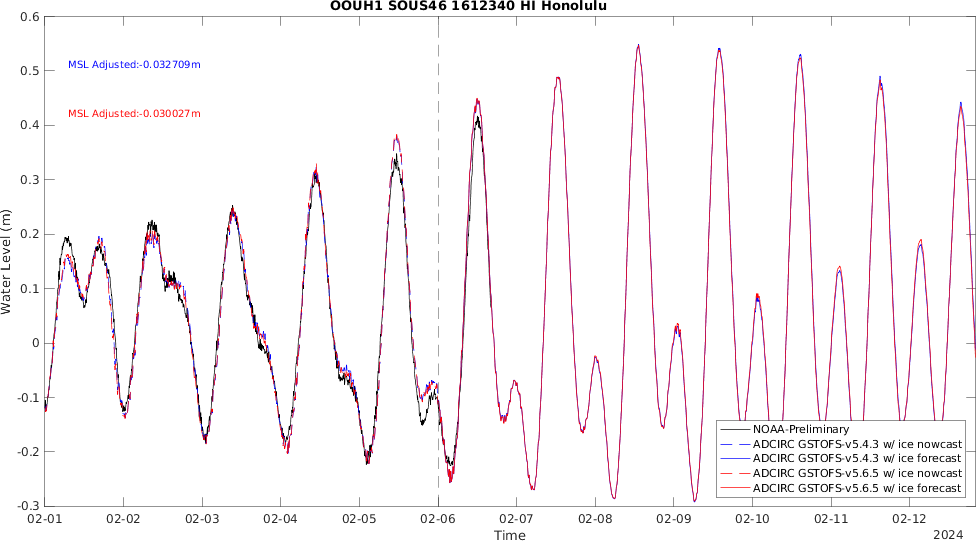 OOUH1 SOUS46 1612340 HI Honolulu
0.6
0.5
0.4
0.3
0.2
0.1
0
-0.1
-0.2
-0.3
Water Level (m)
MSL Adjusted:-0.032709m
MSL Adjusted:-0.030027m
NOAA-Preliminary
ADCIRC GSTOFS-v5.4.3 w/ ice nowcast
ADCIRC GSTOFS-v5.4.3 w/ ice forecast
ADCIRC GSTOFS-v5.6.5 w/ ice nowcast
ADCIRC GSTOFS-v5.6.5 w/ ice forecast
02-01 02-02 02-03 02-04 02-05 02-06 02-07 02-08 02-09 02-10 02-11 02-12
Time
2024